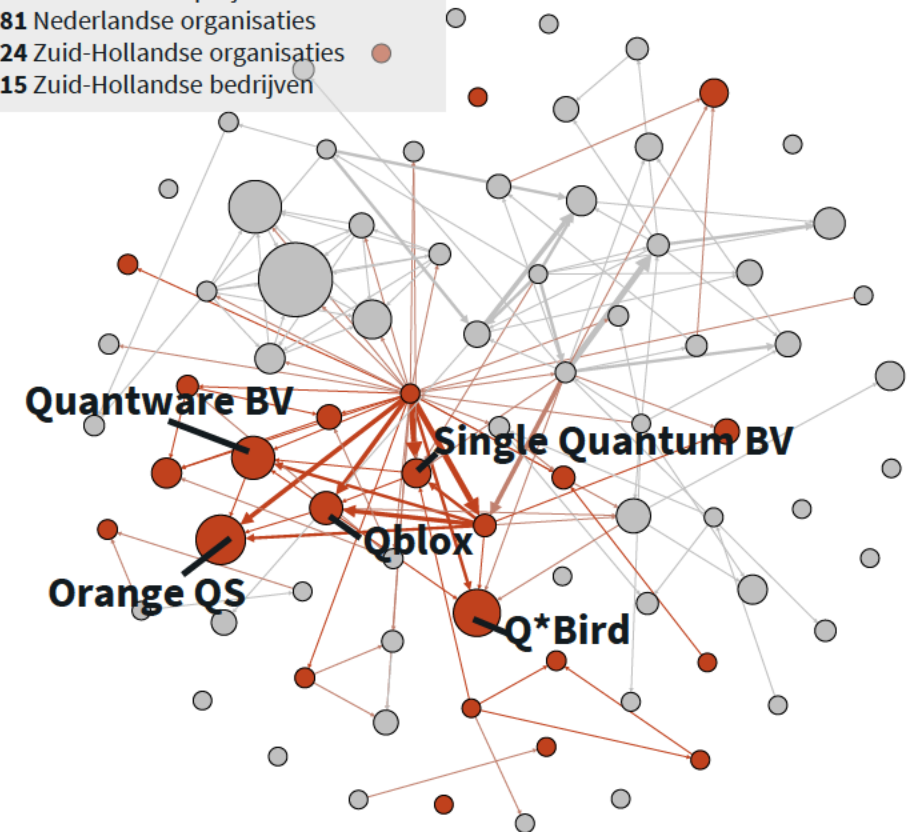 81 Nederlandse organisaties
24 Zuid-Hollandse organisaties
15 Zuid-Hollandse bedrijven
Quantware BV
Single Quantum BV
Qblox
Orange QS
Q*Bird